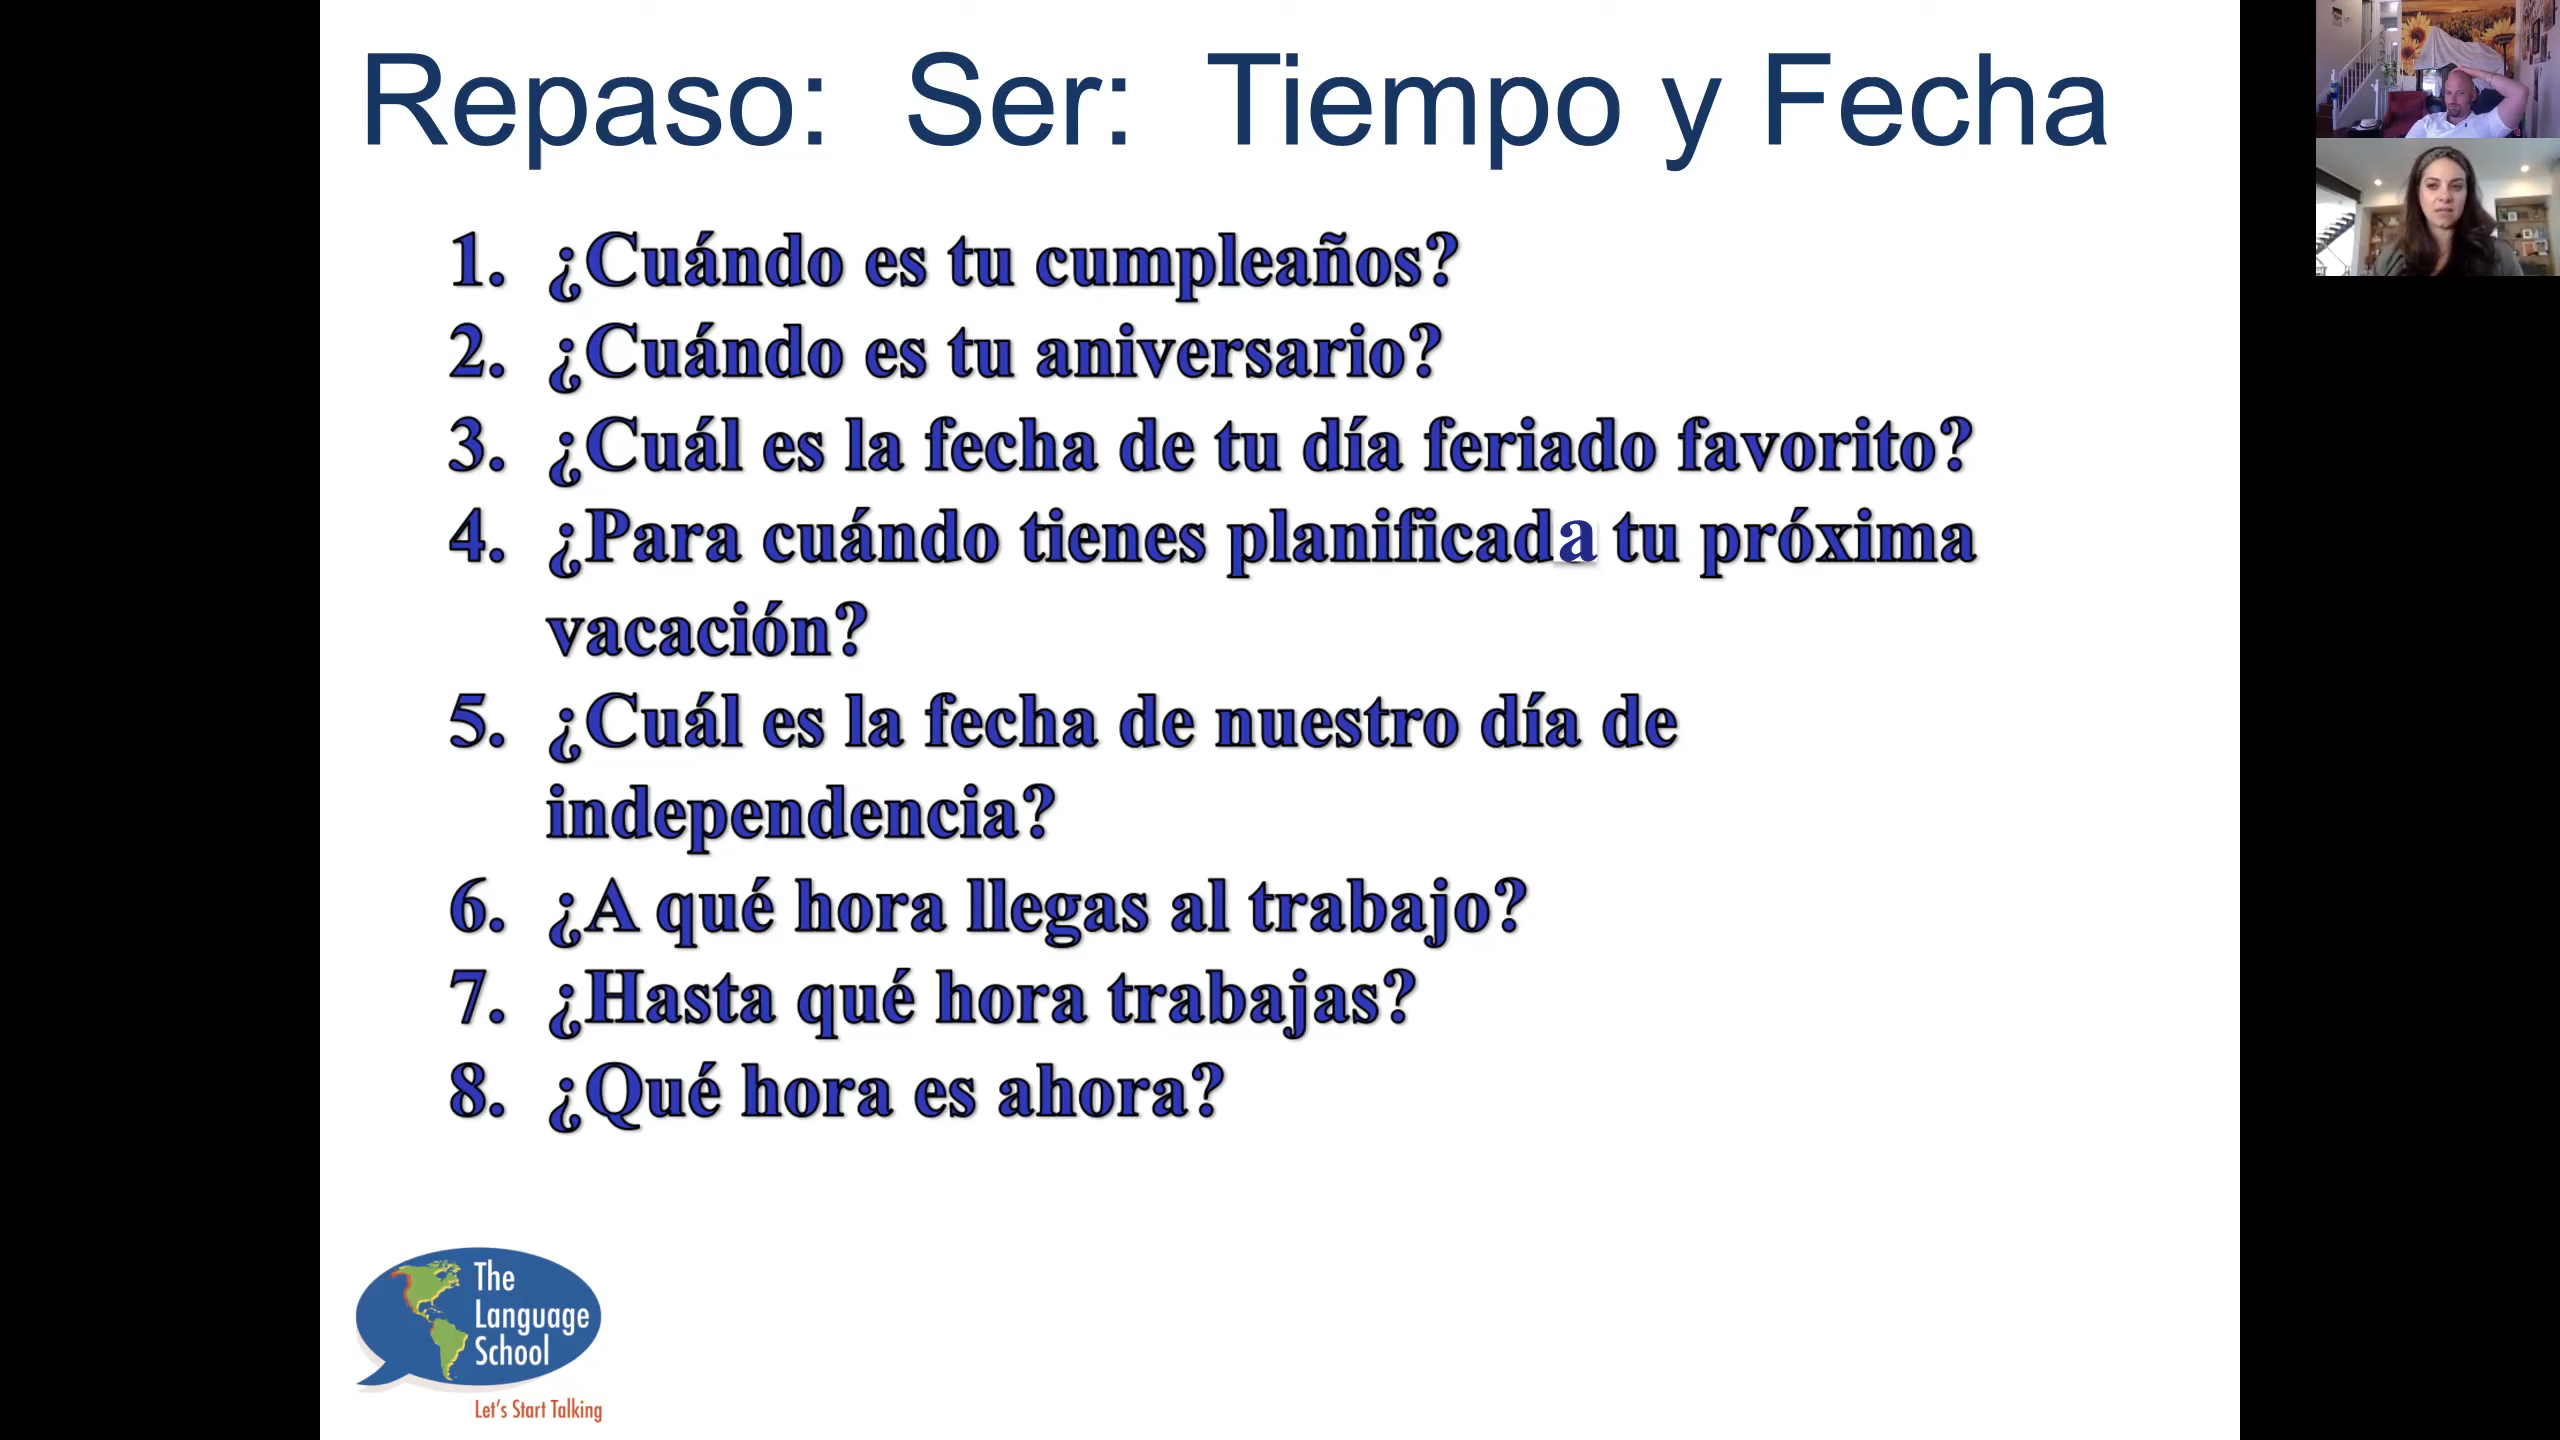 Repaso: Ser: Tiempo y Fecha
1. ¿Cuándo es tu cumpleaños?
2. ¿Cuándo es tu aniversario?
3. ¿Cuál es la fecha de tu día feriado favorito?
4. ¿Para cuándo tienes planificada tu próxima
vacación?
5. ¿Cuál es la fecha de nuestro día de
independencia?
6. ¿A qué hora llegas al trabajo?
7. ¿Hasta qué hora trabajas?
8. ¿Qué hora es ahora?
The
Language
School
Let's Start Talking